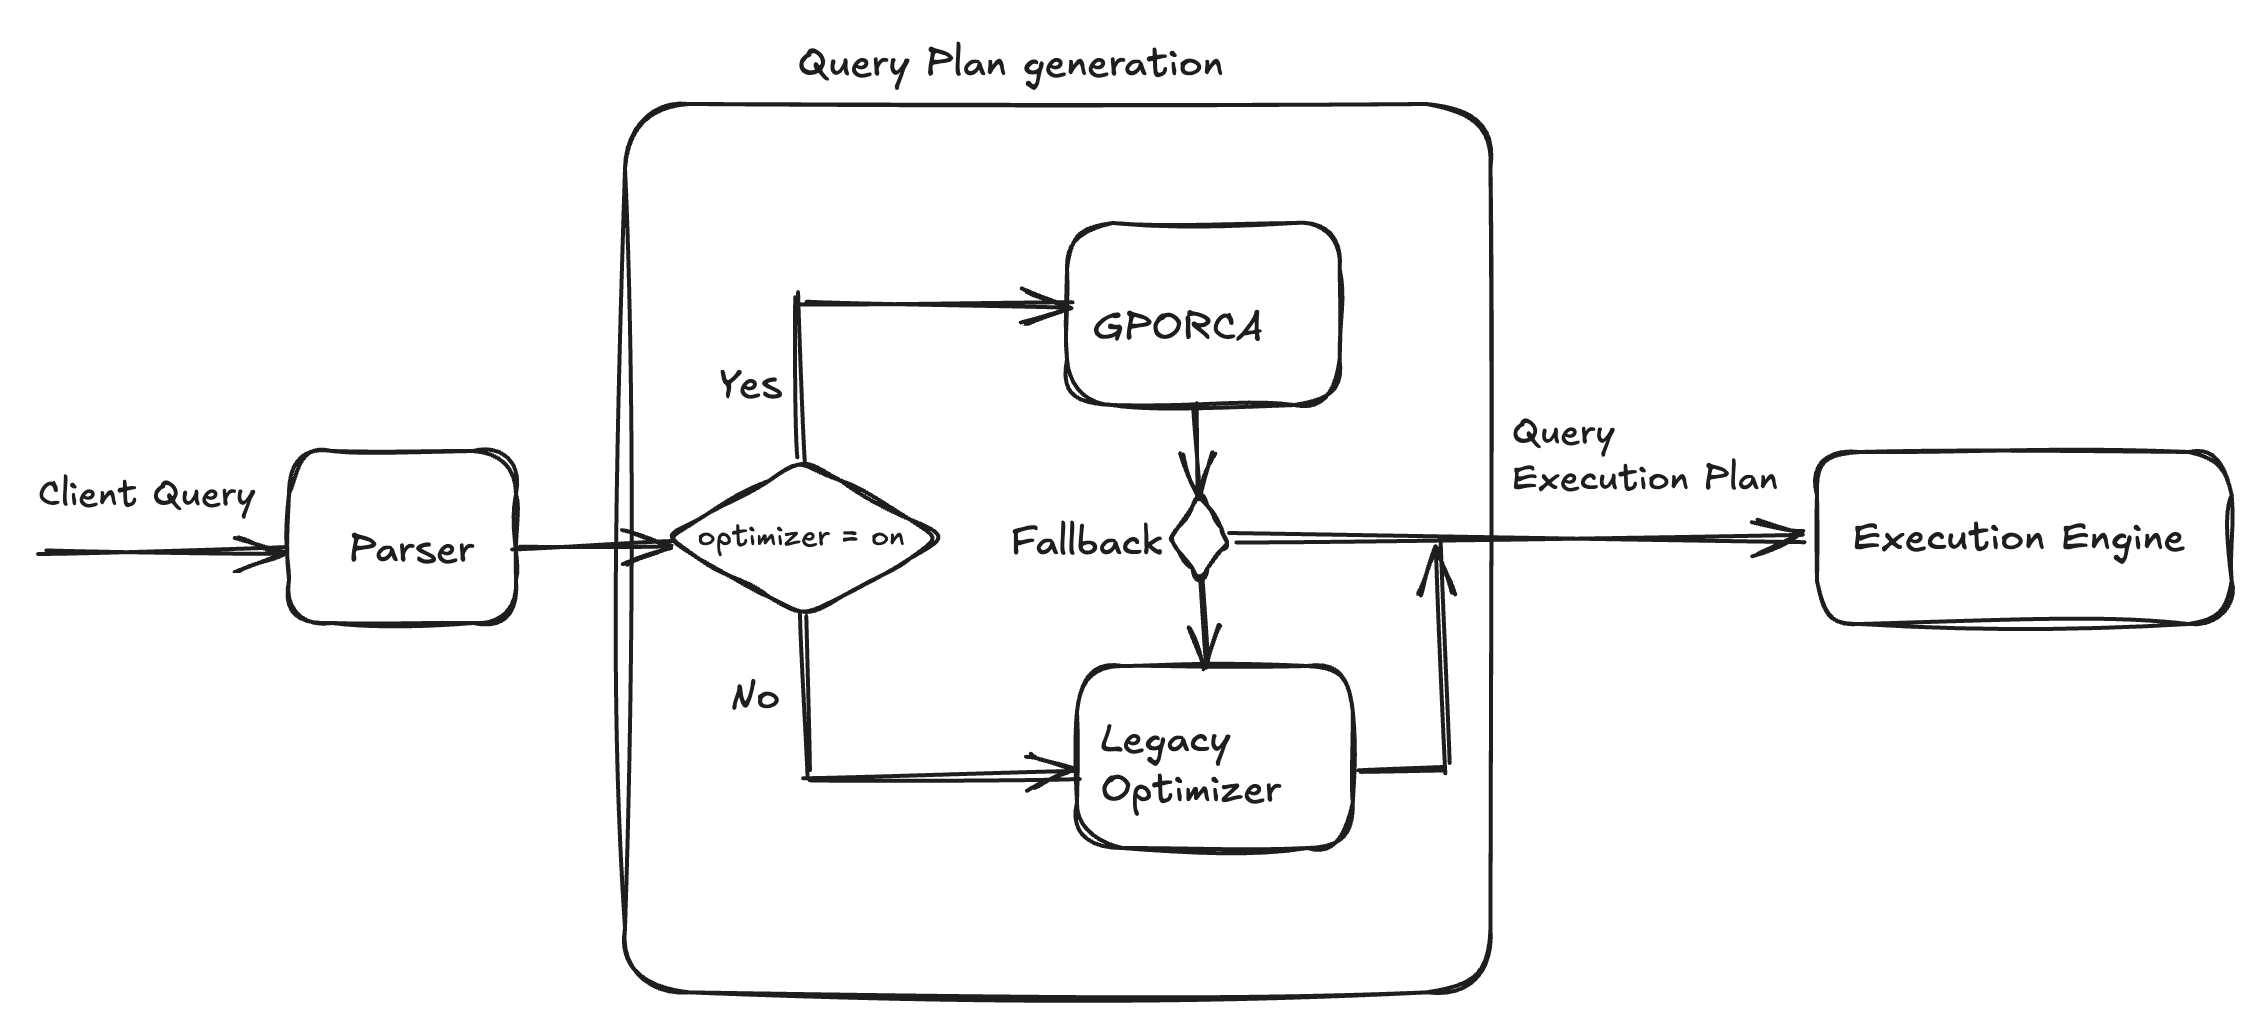 Query Plan generation
GPORCA
Yes
Query
Execution Plan
Client Query
Parser
optimizer = on
Fallback
Execution Engine
No
Legacy
Optimizer